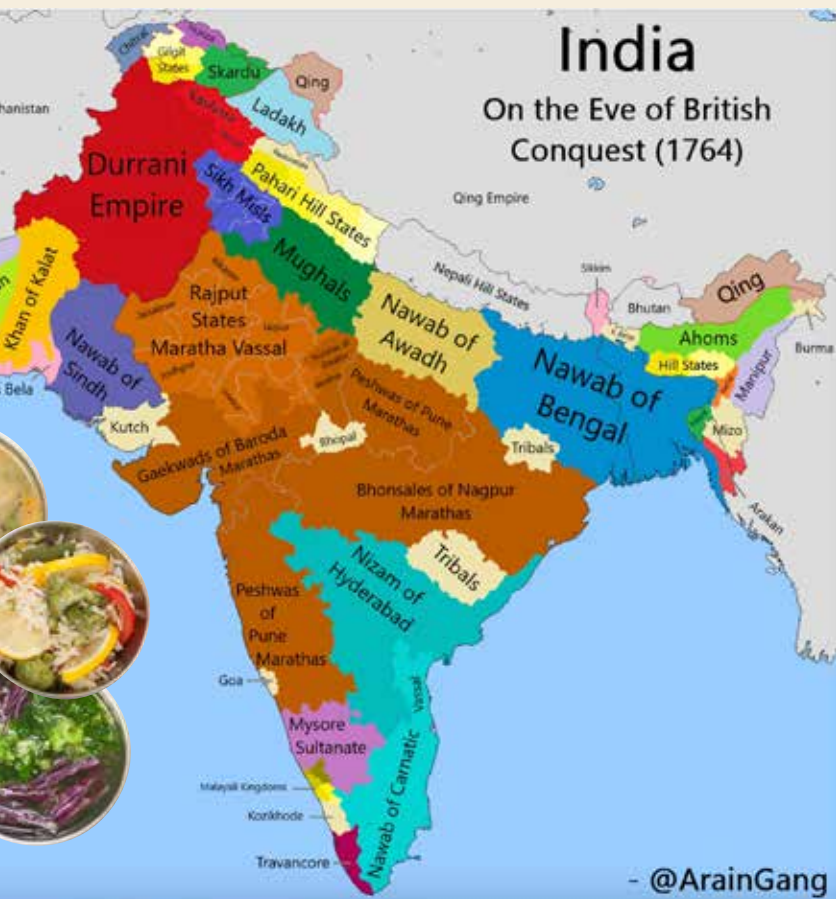 India
On the Eve of British
Conquest (1764)
Chitral
Gilgit
States
Skardu
Qing
hanistan
Ladakh
Durrani
Empire
Sikh Misls
Pahari Hill States
Qing Empire
Mughals
Nepali Hill States
Sikkim
Bhutan
Qing
Khan of Kalat
Rajput
States
Maratha Vassal
Nawab of
Awadh
Ahoms
Hill States
Manipur
Burma
Nawab of
Sindh
Bela
Peshwas of Pune
Marathas
Nawab of
Bengal
Kutch
Bhopal
Tribals
Mizo
Gaekwads of Baroda
Marathas
Bhonsales of Nagpur
Marathas
Arakan
Nizam of
Hyderabad
Tribals
Peshwas
of
Pune
Marathas
Goa
Vassal
Mysore
Sultanate
Nawab of Carnatic
Malayali Kingdoms
Kozikhode
Travancore
- @ArainGang